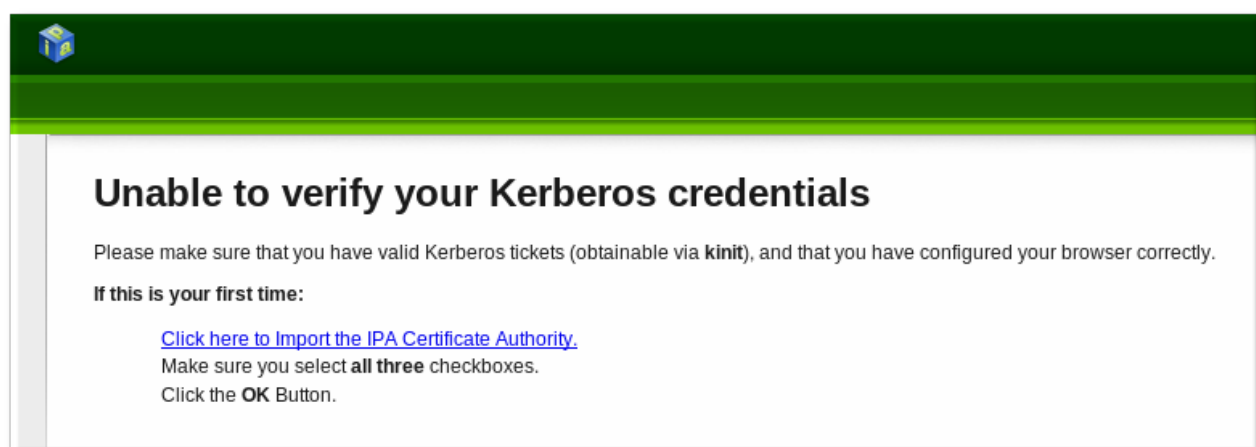 ipa
Unable to verify your Kerberos credentials
Please make sure that you have valid Kerberos tickets (obtainable via kinit), and that you have configured your browser correctly.
If this is your first time:
Click here to Import the IPA Certificate Authority.
Make sure you select all three checkboxes.
Click the OK Button.